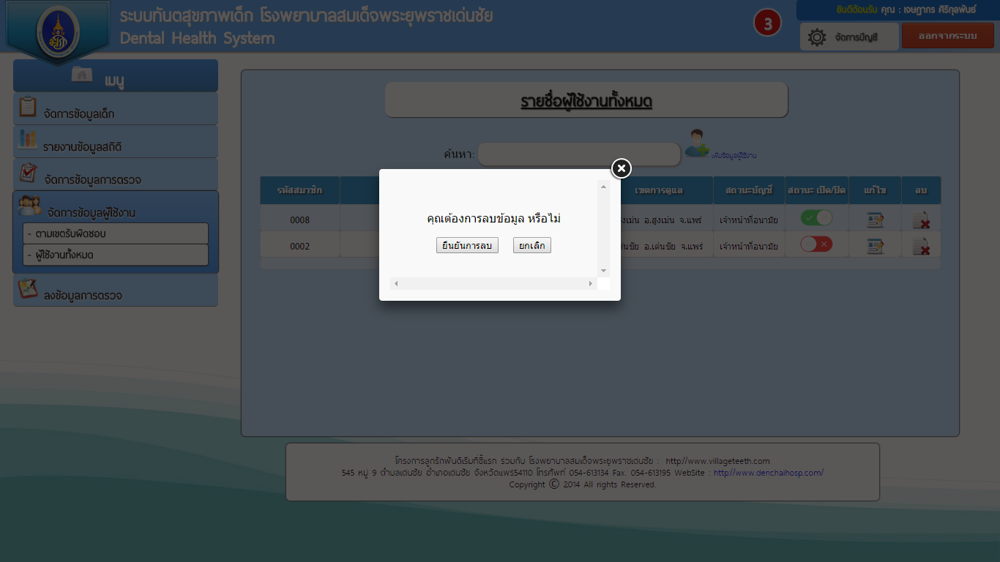 ระบบทันตสุขภาพเด็ก โรงพยาบาลสมเด็จพระยุพราชเด่นชัย
Dental Health System
3
ยินดีต้อนรับ คุณ : เจษฎากร ศิริกุลพันธ์
จัดการบัญชี
ออกจากระบบ
เมนู
จัดการข้อมูลเด็ก
รายงานข้อมูลสถิติ
จัดการข้อมูลการตรวจ
จัดการข้อมูลผู้ใช้งาน
- ตามเขตรับผิดชอบ
- ผู้ใช้งานทั้งหมด
ลงข้อมูลการตรวจ
รายชื่อผู้ใช้งานทั้งหมด
ค้นหา:
เพิ่มข้อมูลผู้ใช้งาน
รหัสสมาชิก เขตการดูแล สถานะบัญชี สถานะ เปิด/ปิด แก้ไข ลบ
0008 อ.สูงเม่น จ.แพร่ เจ้าหน้าที่อนามัย
0002 อ.เด่นชัย จ.แพร่ เจ้าหน้าที่อนามัย
คุณต้องการลบข้อมูล หรือไม่
ยืนยันการลบ ยกเลิก
โครงการลูกรักฟันดีเริ่มที่ซี่แรก ร่วมกับ โรงพยาบาลสมเด็จพระยุพราชเด่นชัย : http://www.villageteeth.com
545 หมู่ 9 ตำบลเด่นชัย อำเภอเด่นชัย จังหวัดแพร่54110 โทรศัพท์ 054-613134 Fax. 054-613195 WebSite : http://www.denchaihosp.com/
Copyright © 2014 All rights Reserved.